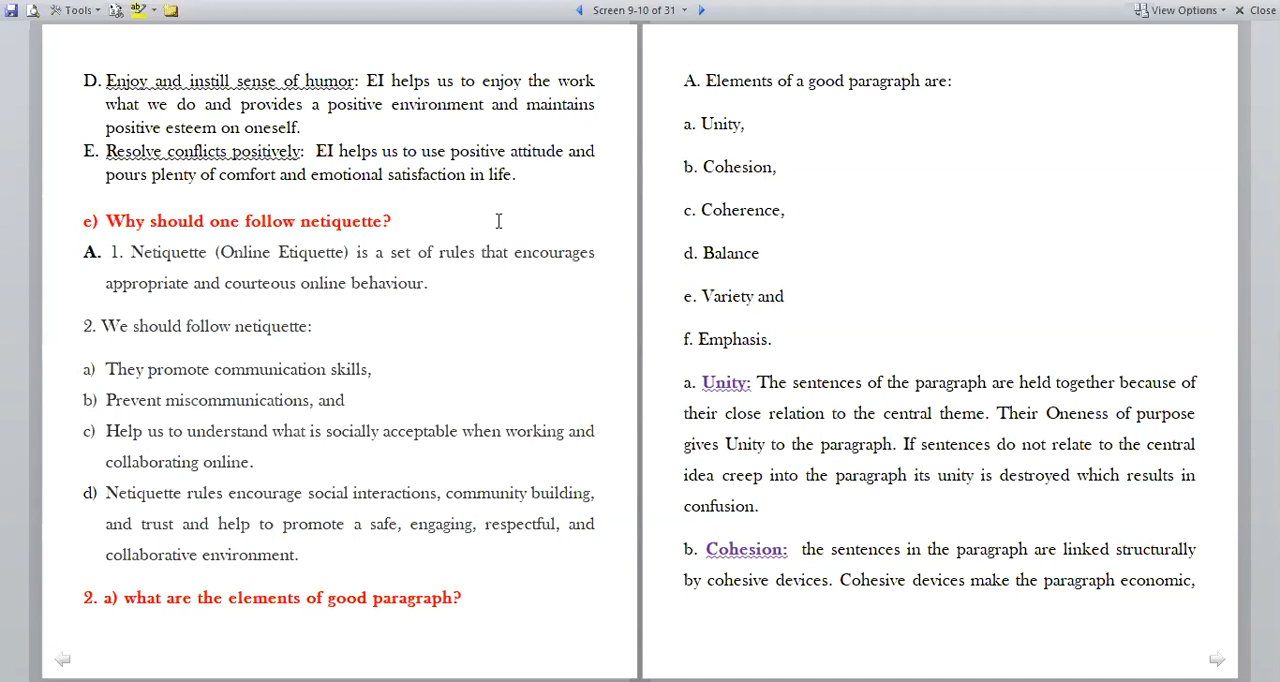 Tools
Screen 9-10 of 31
View Options
Close
D. Enjoy and instill sense of humor: EI helps us to enjoy the work
what we do and provides a positive environment and maintains
positive esteem on oneself.
E. Resolve conflicts positively: EI helps us to use positive attitude and
pours plenty of comfort and emotional satisfaction in life.
e) Why should one follow netiquette?
A. 1. Netiquette (Online Etiquette) is a set of rules that encourages
appropriate and courteous online behaviour.
2. We should follow netiquette:
a) They promote communication skills,
b) Prevent miscommunications, and
c) Help us to understand what is socially acceptable when working and
collaborating online.
d) Netiquette rules encourage social interactions, community building,
and trust and help to promote a safe, engaging, respectful, and
collaborative environment.
2. a) what are the elements of good paragraph?
A. Elements of a good paragraph are:
a. Unity,
b. Cohesion,
c. Coherence,
d. Balance
e. Variety and
f. Emphasis.
a. Unity: The sentences of the paragraph are held together because of
their close relation to the central theme. Their Oneness of purpose
gives Unity to the paragraph. If sentences do not relate to the central
idea creep into the paragraph its unity is destroyed which results in
confusion.
b. Cohesion: the sentences in the paragraph are linked structurally
by cohesive devices. Cohesive devices make the paragraph economic,